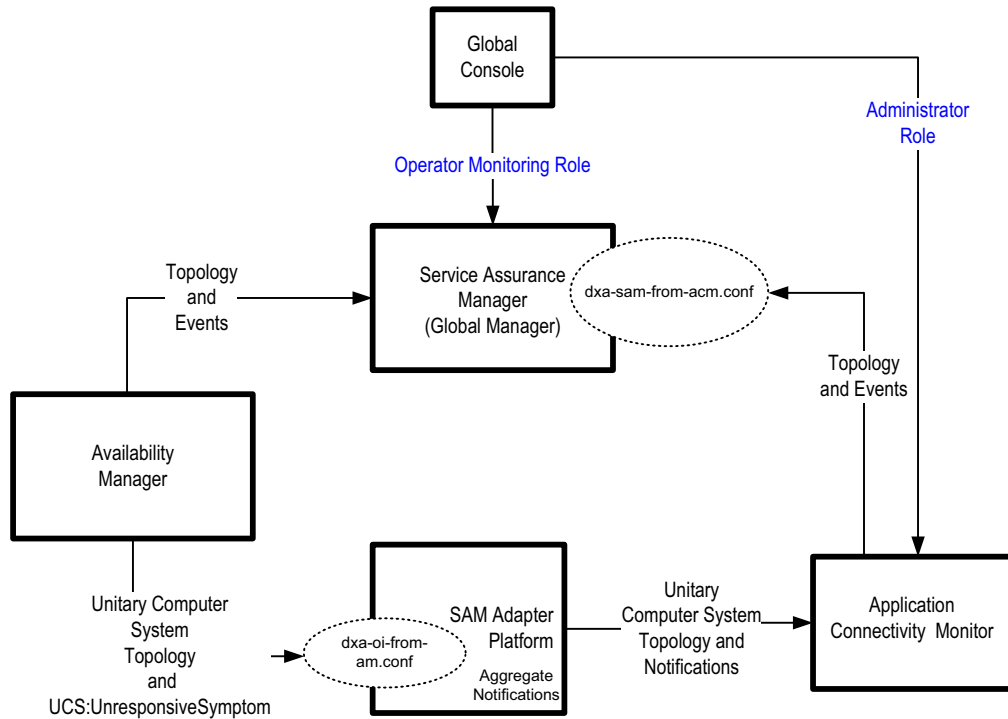 Global
Console
Administrator
Role
Operator Monitoring Role
Service Assurance
Manager
(Global Manager)
dxa-sam-from-acm.conf
Topology
and
Events
Topology
and Events
Availability
Manager
Unitary Computer
System
Topology
and
UCS:UnresponsiveSymptom
dxa-oi-from-
am.conf
SAM Adapter
Platform
Aggregate
Notifications
Unitary
Computer System
Topology and
Notifications
Application
Connectivity Monitor